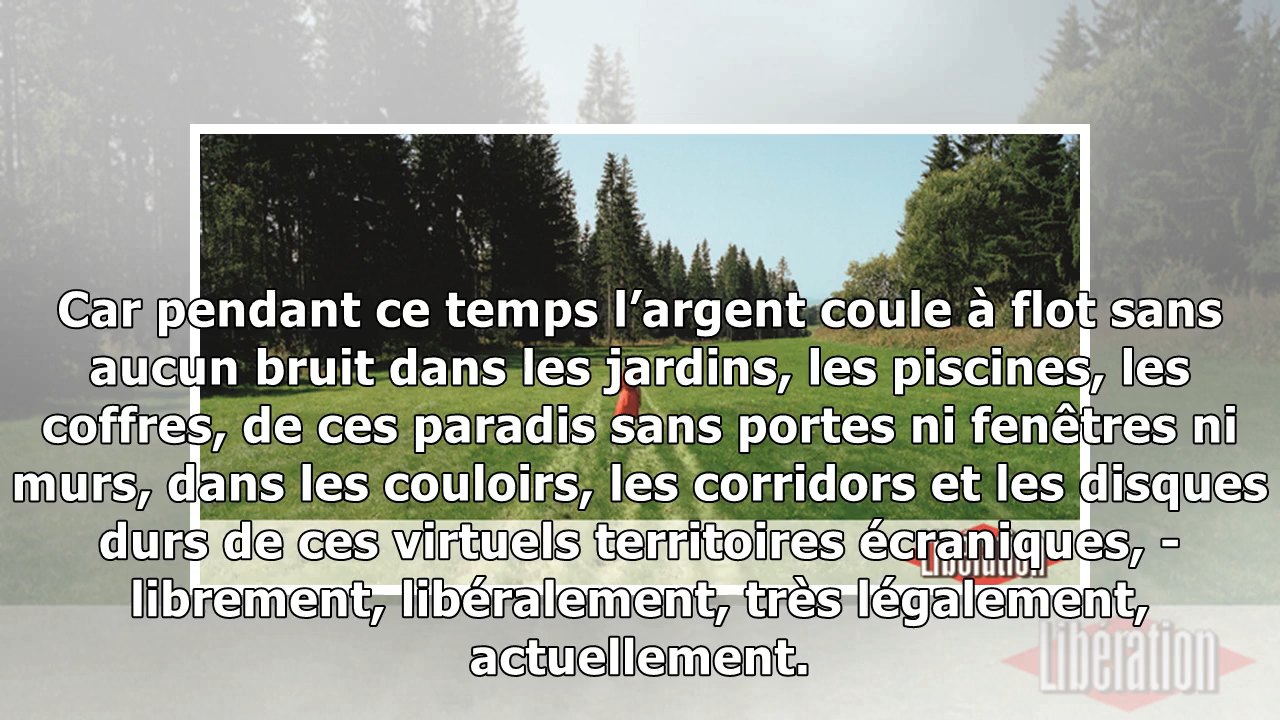 Car pendant ce temps l’argent coule à flot sans
aucun bruit dans les jardins, les piscines, les
coffres, de ces paradis sans portes ni fenêtres ni
murs, dans les couloirs, les corridors et les disques
durs de ces virtuels territoires écraniques, -
librement, libéralement, très légalement,
actuellement.
Libération
Libération